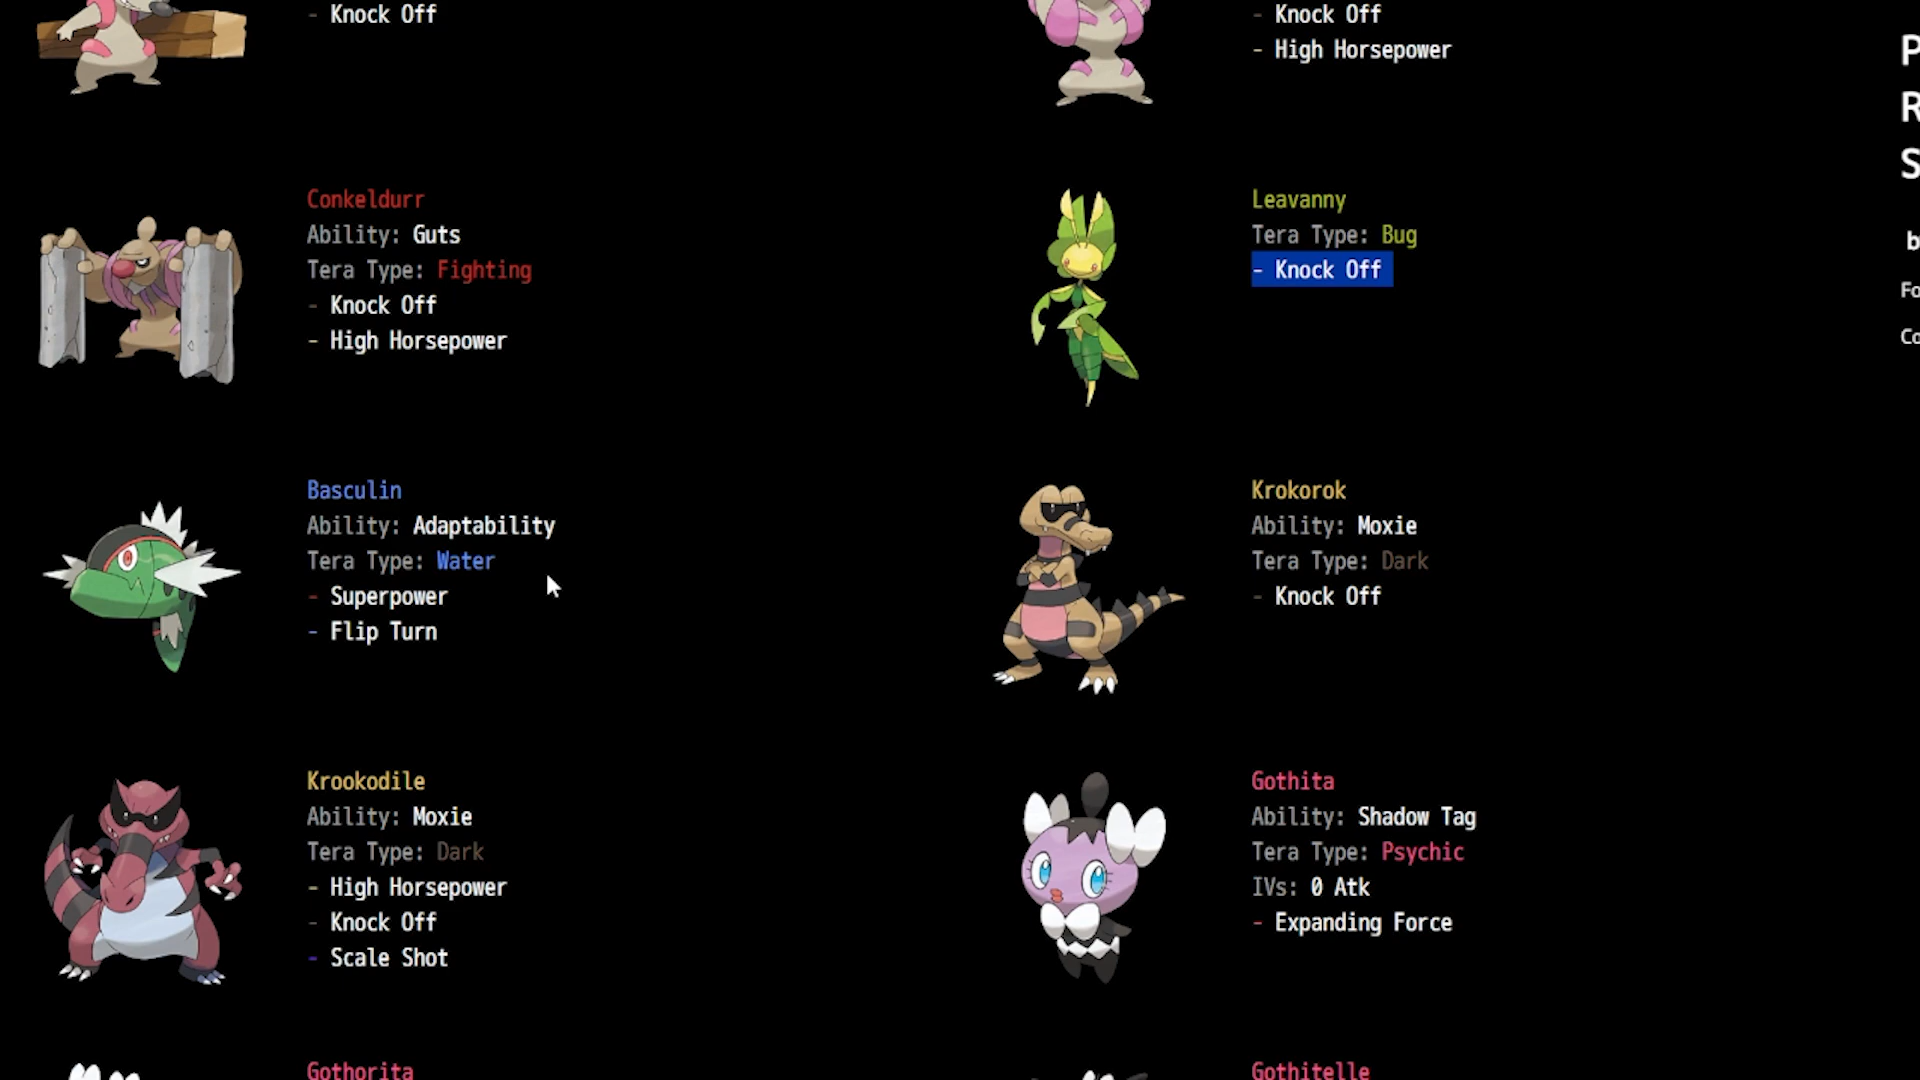 - Knock Off
- Knock Off
- High Horsepower
Conkeldurr
Ability: Guts
Tera Type: Fighting
- Knock Off
- High Horsepower
Leavanny
Tera Type: Bug
- Knock Off
Basculin
Ability: Adaptability
Tera Type: Water
- Superpower
- Flip Turn
Krokorok
Ability: Moxie
Tera Type: Dark
- Knock Off
Krookodile
Ability: Moxie
Tera Type: Dark
- High Horsepower
- Knock Off
- Scale Shot
Gothita
Ability: Shadow Tag
Tera Type: Psychic
IVs: 0 Atk
- Expanding Force
Gothorita
Gothitelle